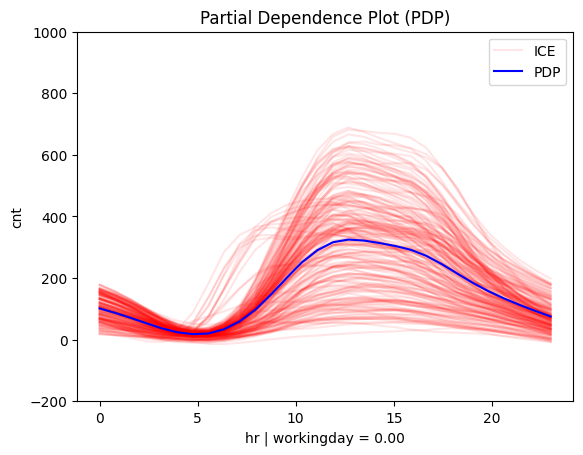 Partial Dependence Plot (PDP)
1000
800
600
400
200
0
−200
cnt
ICE
PDP
0
5
10
15
20
hr | workingday = 0.00